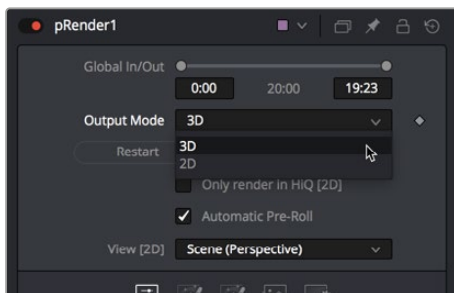 pRender1
Global In/Out
0:00 20:00 19:23
Output Mode 3D
Restart 3D
2D
Only render in HiQ [2D]
Automatic Pre-Roll
View [2D] Scene (Perspective)